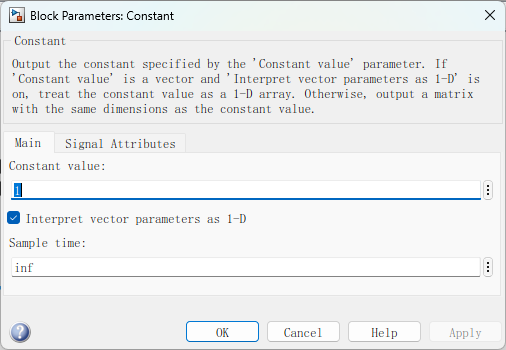 Block Parameters: Constant
Constant
Output the constant specified by the 'Constant value' parameter. If
'Constant value' is a vector and 'Interpret vector parameters as 1-D' is
on, treat the constant value as a 1-D array. Otherwise, output a matrix
with the same dimensions as the constant value.
Main Signal Attributes
Constant value:
1
Interpret vector parameters as 1-D
Sample time:
inf
? OK Cancel Help Apply